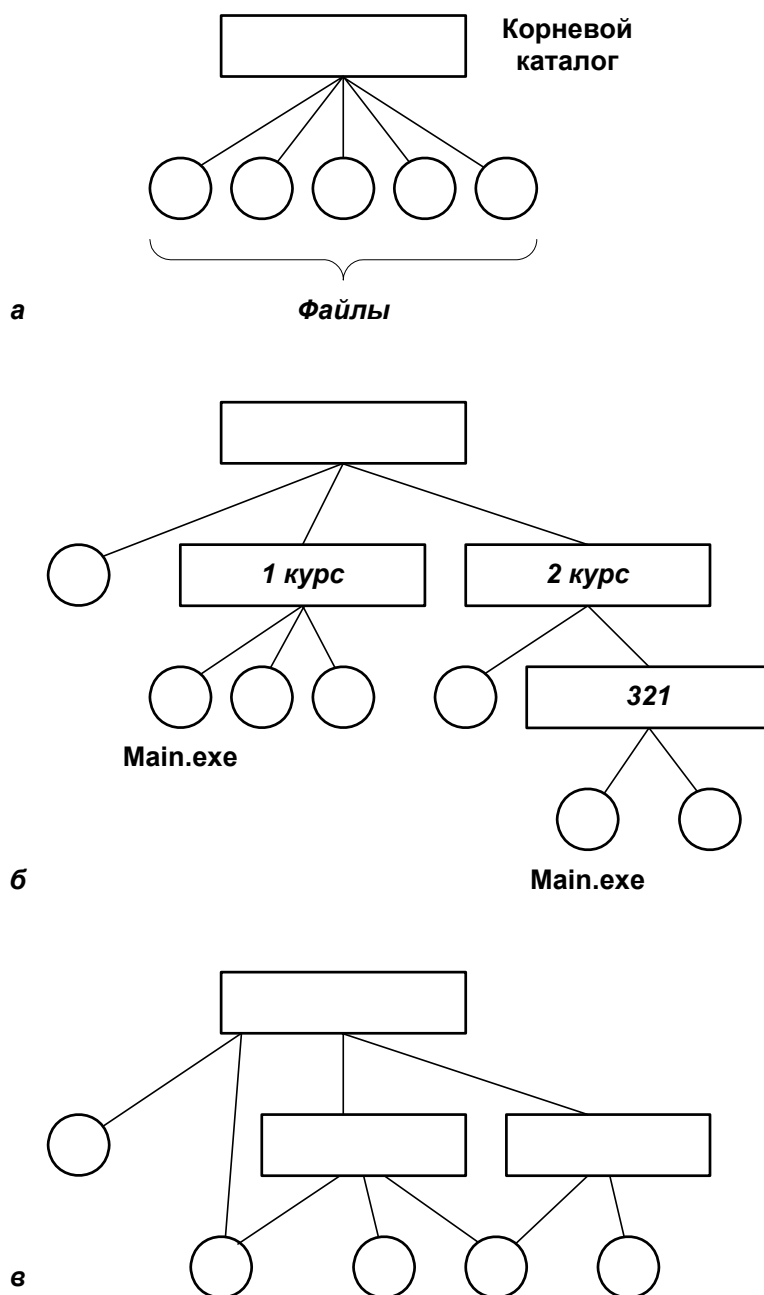 Корневой
каталог
а
Файлы
1 курс
2 курс
321
Main.exe
б
Main.exe
в